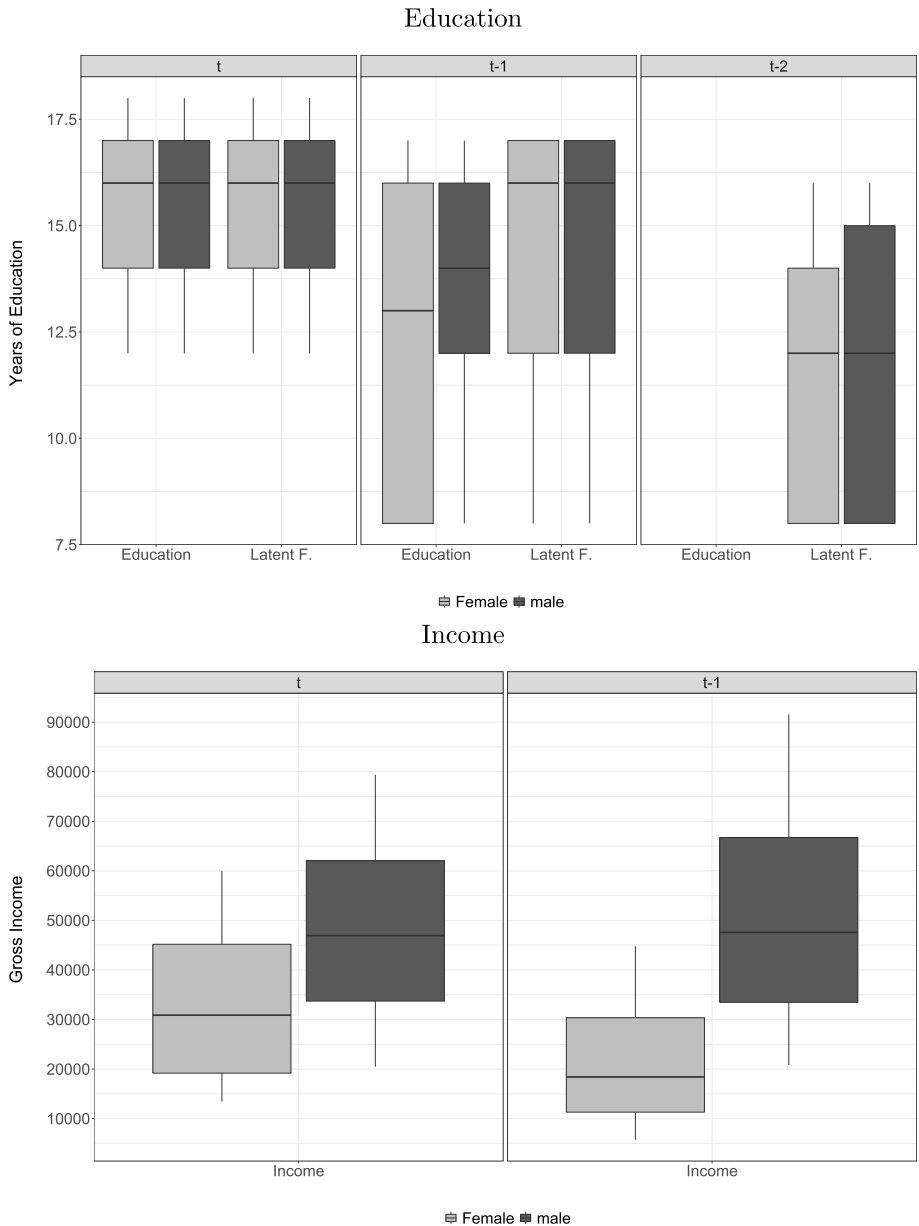 Education
t t-1 t-2
Years of Education
17.5
15.0
12.5
10.0
7.5
Education Latent F. Education Latent F. Education Latent F.
Female male
Income
t t-1
Gross Income
90000
80000
70000
60000
50000
40000
30000
20000
10000
Income Income
Female male